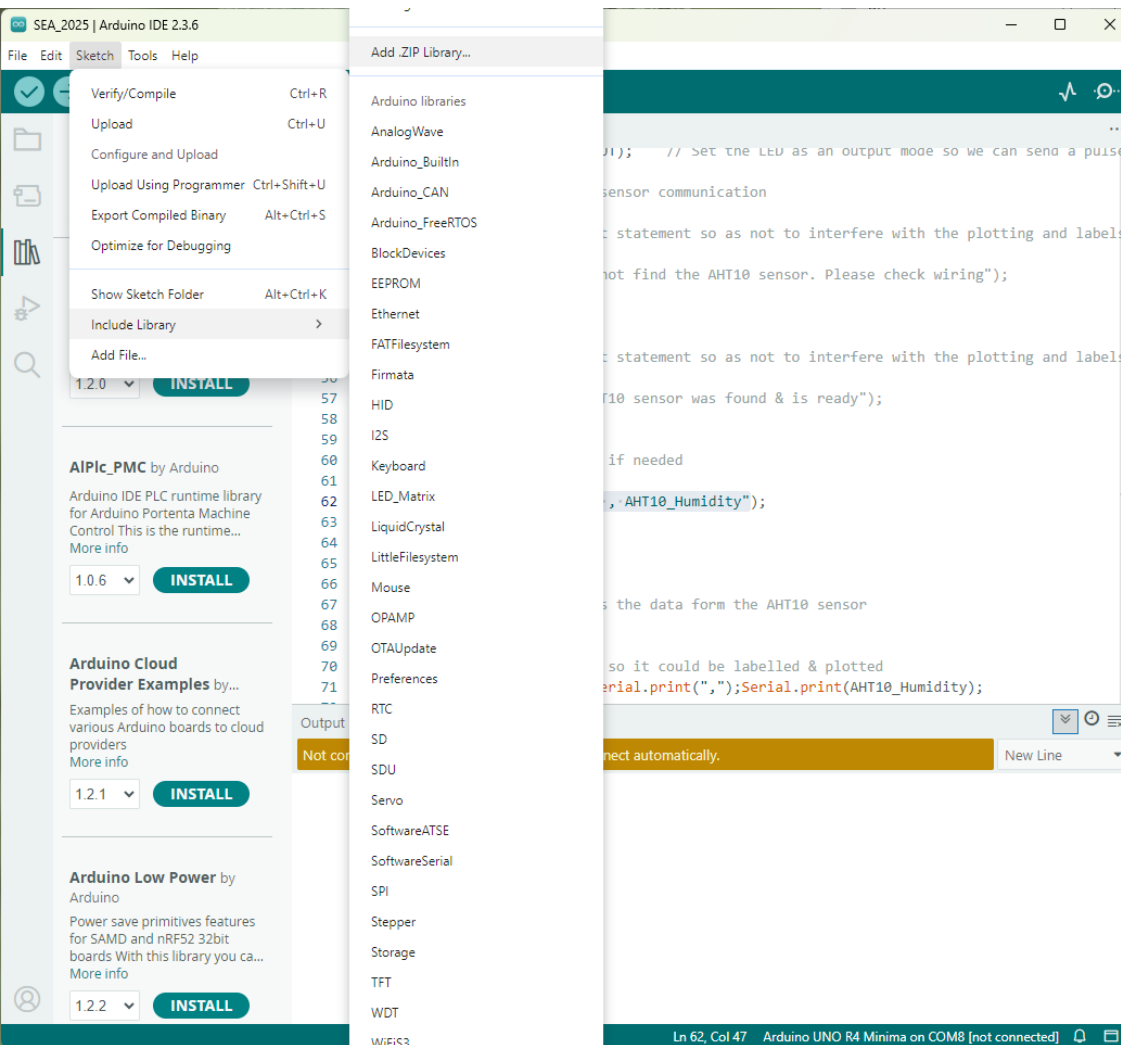 SEA_2025 | Arduino IDE 2.3.6
File Edit Sketch Tools Help
Verify/Compile Ctrl+R
Upload Ctrl+U
Configure and Upload
Upload Using Programmer Ctrl+Shift+U
Export Compiled Binary Alt+Ctrl+S
Optimize for Debugging
Show Sketch Folder Alt+Ctrl+K
Include Library
Add File...
1.2.0 INSTALL
AlPlc_PMC by Arduino
Arduino IDE PLC runtime library
for Arduino Portenta Machine
Control This is the runtime...
More info
1.0.6 INSTALL
Arduino Cloud
Provider Examples by...
Examples of how to connect
various Arduino boards to cloud
providers
More info
1.2.1 INSTALL
Arduino Low Power by
Arduino
Power save primitives features
for SAMD and nRF52 32bit
boards With this library you ca...
More info
1.2.2 INSTALL
Add .ZIP Library...
Arduino libraries
AnalogWave
Arduino_BuiltIn
Arduino_CAN
Arduino_FreeRTOS
BlockDevices
EEPROM
Ethernet
FATFilesystem
Firmata
HID
I2S
Keyboard
LED_Matrix
LiquidCrystal
LittleFilesystem
Mouse
OPAMP
OTAUpdate
Preferences
RTC
SD
SDU
Servo
SoftwareATSE
SoftwareSerial
SPI
Stepper
Storage
TFT
WDT
WiFiS3
// Set the LED as an output mode so we can send a pulse
sensor communication
statement so as not to interfere with the plotting and labels
not find the AHT10 sensor. Please check wiring");
statement so as not to interfere with the plotting and labels
57 T10 sensor was found & is ready");
58
59
60 if needed
61
62 , AHT10_Humidity");
63
64
65
66
67 s the data form the AHT10 sensor
68
69
70 so it could be labelled & plotted
71 erial.print(",");Serial.print(AHT10_Humidity);
Output
Not con
nect automatically.
New Line
Ln 62, Col 47 Arduino UNO R4 Minima on COM8 [not connected]